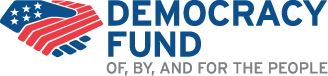 DEMOCRACY
FUND
OF, BY, AND FOR THE PEOPLE